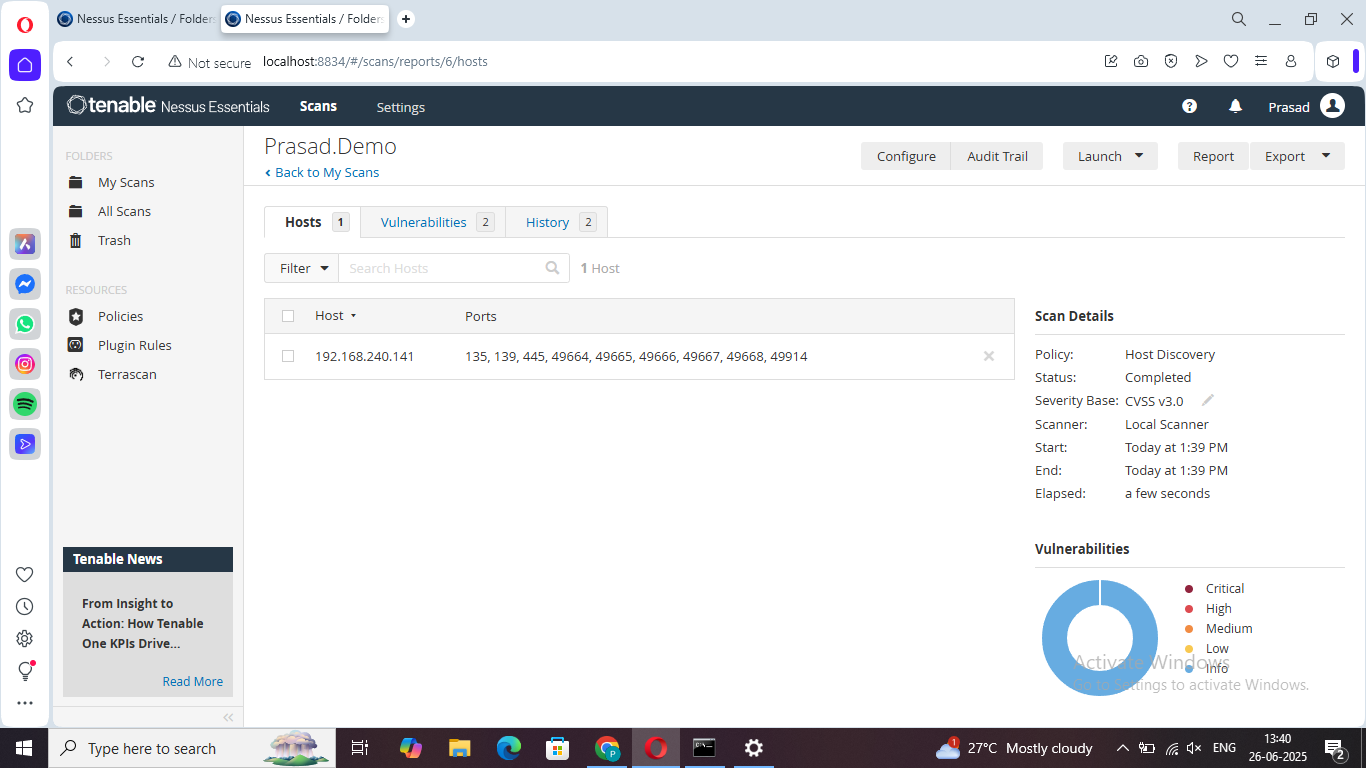 Nessus Essentials / Folders
Nessus Essentials / Folders
Not secure localhost:8834/#/scans/reports/6/hosts
tenable Nessus Essentials Scans Settings Prasad
FOLDERS
My Scans
All Scans
Trash
RESOURCES
Policies
Plugin Rules
Terrascan
Tenable News
From Insight to
Action: How Tenable
One KPIs Drive...
Read More
Prasad.Demo
Back to My Scans
Configure Audit Trail Launch Report Export
Hosts 1 Vulnerabilities 2 History 2
Filter Search Hosts 1 Host
Host Ports
192.168.240.141 135, 139, 445, 49664, 49665, 49666, 49667, 49668, 49914
Scan Details
Policy: Host Discovery
Status: Completed
Severity Base: CVSS v3.0
Scanner: Local Scanner
Start: Today at 1:39 PM
End: Today at 1:39 PM
Elapsed: a few seconds
Vulnerabilities
Critical
High
Medium
Low
Info
Activate Windows
Go to Settings to activate Windows.
Type here to search
1 27°C Mostly cloudy ENG
13:40
26-06-2025
2